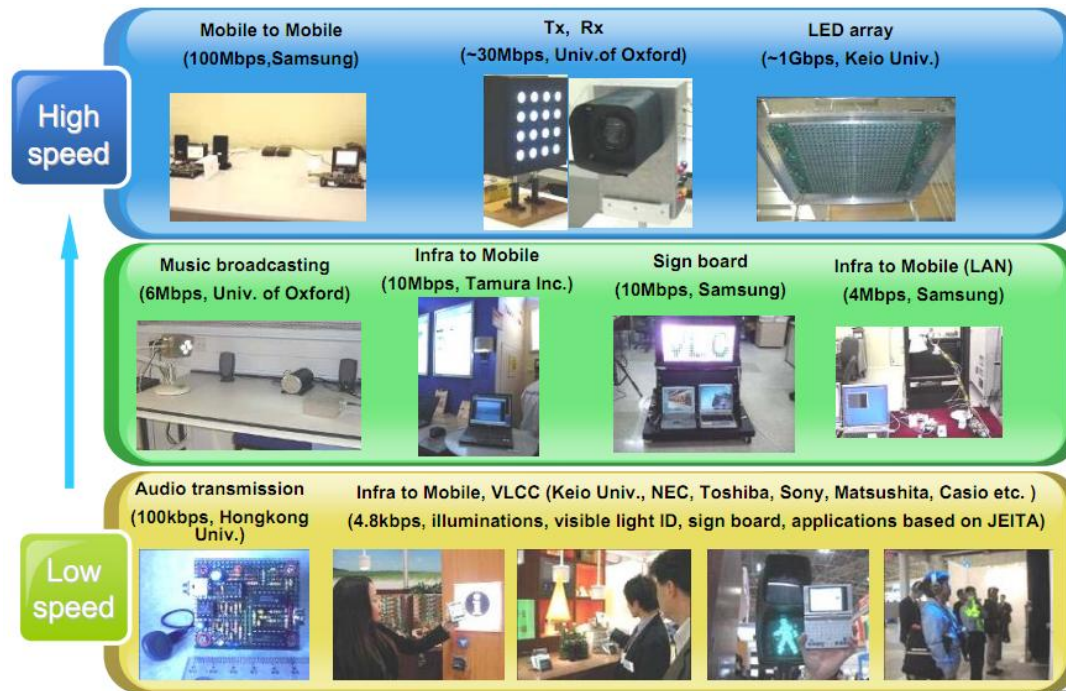 Mobile to Mobile
(100Mbps,Samsung)
Tx, Rx
(~30Mbps, Univ.of Oxford)
LED array
(~1Gbps, Keio Univ.)
High
speed
Music broadcasting
(6Mbps, Univ. of Oxford)
Infra to Mobile
(10Mbps, Tamura Inc.)
Sign board
(10Mbps, Samsung)
Infra to Mobile (LAN)
(4Mbps, Samsung)
VLC
Audio transmission
(100kbps, Hongkong
Univ.)
Infra to Mobile, VLCC (Keio Univ., NEC, Toshiba, Sony, Matsushita, Casio etc. )
(4.8kbps, illuminations, visible light ID, sign board, applications based on JEITA)
Low
speed
i